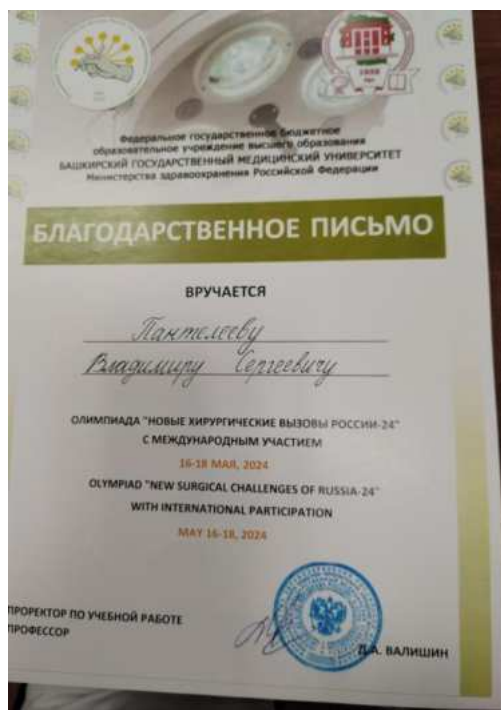 Федеральное государственное бюджетное
образовательное учреждение высшего образования
БАШКИРСКИЙ ГОСУДАРСТВЕННЫЙ МЕДИЦИНСКИЙ УНИВЕРСИТЕТ
Министерства здравоохранения Российской Федерации
БЛАГОДАРСТВЕННОЕ ПИСЬМО
ВРУЧАЕТСЯ
Пантелееву
Владимиру Сергеевичу
ОЛИМПИАДА "НОВЫЕ ХИРУРГИЧЕСКИЕ ВЫЗОВЫ РОССИИ-24"
С МЕЖДУНАРОДНЫМ УЧАСТИЕМ
16-18 МАЯ, 2024
OLYMPIAD "NEW SURGICAL CHALLENGES OF RUSSIA-24"
WITH INTERNATIONAL PARTICIPATION
MAY 16-18, 2024
ПРОРЕКТОР ПО УЧЕБНОЙ РАБОТЕ
ПРОФЕССОР
Д.А. ВАЛИШИН